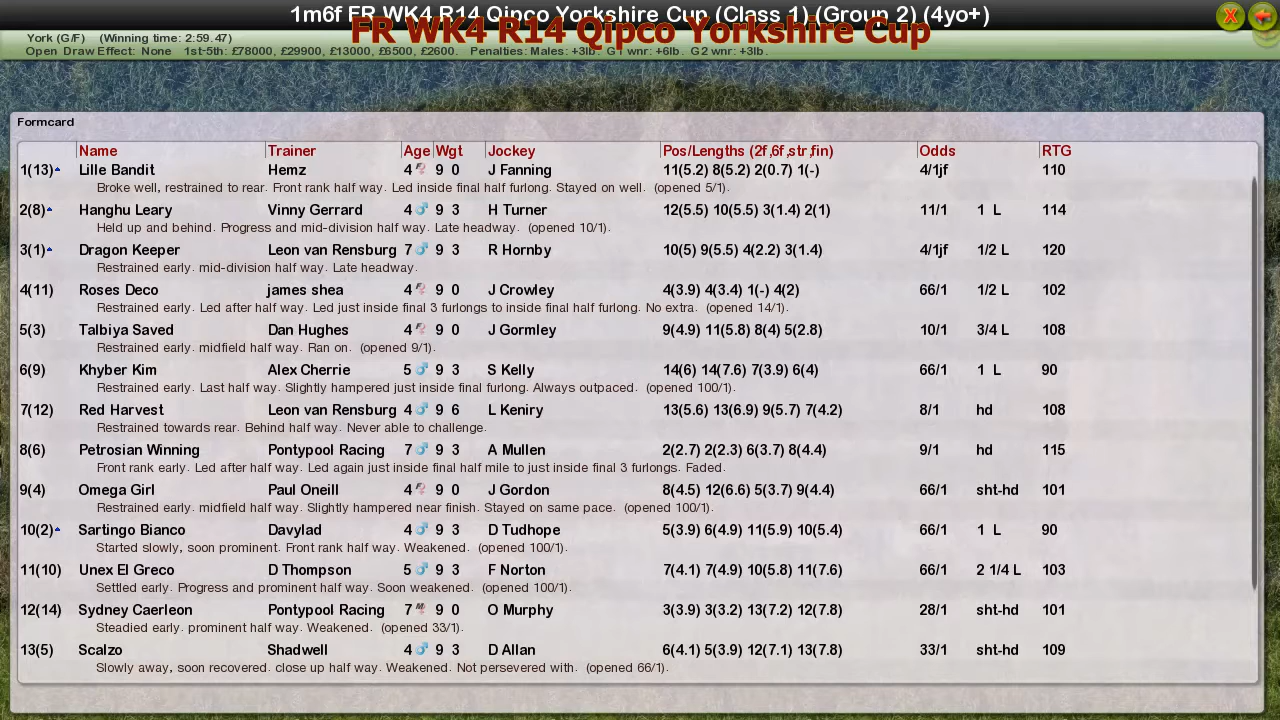 1m6f FR WK4 R14 Qipco Yorkshire Cup (Class 1) (Group 2) (4yo+)
FR WK4 R14 Qipco Yorkshire Cup
York (G/F) (Winning time: 2:59.47)
Open Draw Effect: None 1st-5th: £78000, £29900, £13000, £6500, £2600. Penalties: Males: +3lb. G1 wnr: +6lb. G2 wnr: +3lb.
Formcard
Name Trainer Age Wgt Jockey Pos/Lengths (2f,6f,str,fin) Odds RTG
1(13) Lille Bandit Hemz 4 9 0 J Fanning 11(5.2) 8(5.2) 2(0.7) 1(-) 4/1jf 110
Broke well, restrained to rear. Front rank half way. Led inside final half furlong. Stayed on well. (opened 5/1).
2(8) Hanghu Leary Vinny Gerrard 4 9 3 H Turner 12(5.5) 10(5.5) 3(1.4) 2(1) 11/1 1 L 114
Held up and behind. Progress and mid-division half way. Late headway. (opened 10/1).
3(1) Dragon Keeper Leon van Rensburg 7 9 3 R Hornby 10(5) 9(5.5) 4(2.2) 3(1.4) 4/1jf 1/2 L 120
Restrained early. mid-division half way. Late headway.
4(11) Roses Deco james shea 4 9 0 J Crowley 4(3.9) 4(3.4) 1(-) 4(2) 66/1 1/2 L 102
Restrained early. Led after half way. Led just inside final 3 furlongs to inside final half furlong. No extra. (opened 14/1).
5(3) Talbiya Saved Dan Hughes 4 9 0 J Gormley 9(4.9) 11(5.8) 8(4) 5(2.8) 10/1 3/4 L 108
Restrained early. midfield half way. Ran on. (opened 9/1).
6(9) Khyber Kim Alex Cherrie 5 9 3 S Kelly 14(6) 14(7.6) 7(3.9) 6(4) 66/1 1 L 90
Restrained early. Last half way. Slightly hampered just inside final furlong. Always outpaced. (opened 100/1).
7(12) Red Harvest Leon van Rensburg 4 9 6 L Keniry 13(5.6) 13(6.9) 9(5.7) 7(4.2) 8/1 hd 108
Restrained towards rear. Behind half way. Never able to challenge.
8(6) Petrosian Winning Pontypool Racing 7 9 3 A Mullen 2(2.7) 2(2.3) 6(3.7) 8(4.4) 9/1 hd 115
Front rank early. Led after half way. Led again just inside final half mile to just inside final 3 furlongs. Faded.
9(4) Omega Girl Paul Oneill 4 9 0 J Gordon 8(4.5) 12(6.6) 5(3.7) 9(4.4) 66/1 sht-hd 101
Restrained early. midfield half way. Slightly hampered near finish. Stayed on same pace. (opened 100/1).
10(2) Sartingo Bianco Davylad 4 9 3 D Tudhope 5(3.9) 6(4.9) 11(5.9) 10(5.4) 66/1 1 L 90
Started slowly, soon prominent. Front rank half way. Weakened. (opened 100/1).
11(10) Unex El Greco D Thompson 5 9 3 F Norton 7(4.1) 7(4.9) 10(5.8) 11(7.6) 66/1 2 1/4 L 103
Settled early. Progress and prominent half way. Soon weakened. (opened 100/1).
12(14) Sydney Caerleon Pontypool Racing 7 9 0 O Murphy 3(3.9) 3(3.2) 13(7.2) 12(7.8) 28/1 sht-hd 101
Steadied early. prominent half way. Weakened. (opened 33/1).
13(5) Scalzo Shadwell 4 9 3 D Allan 6(4.1) 5(3.9) 12(7.1) 13(7.8) 33/1 sht-hd 109
Slowly away, soon recovered. close up half way. Weakened. Not persevered with. (opened 66/1).